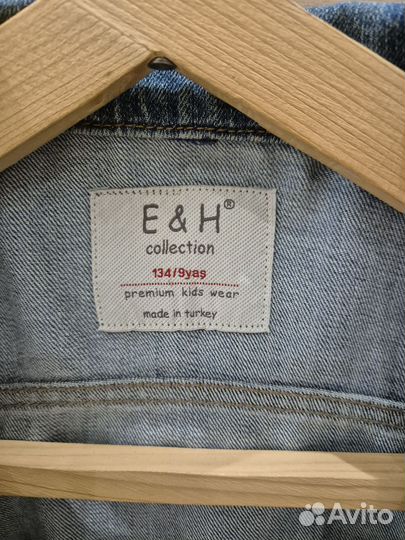 E & H®
collection
134/9yaş
premium kids wear
made in turkey
Avito